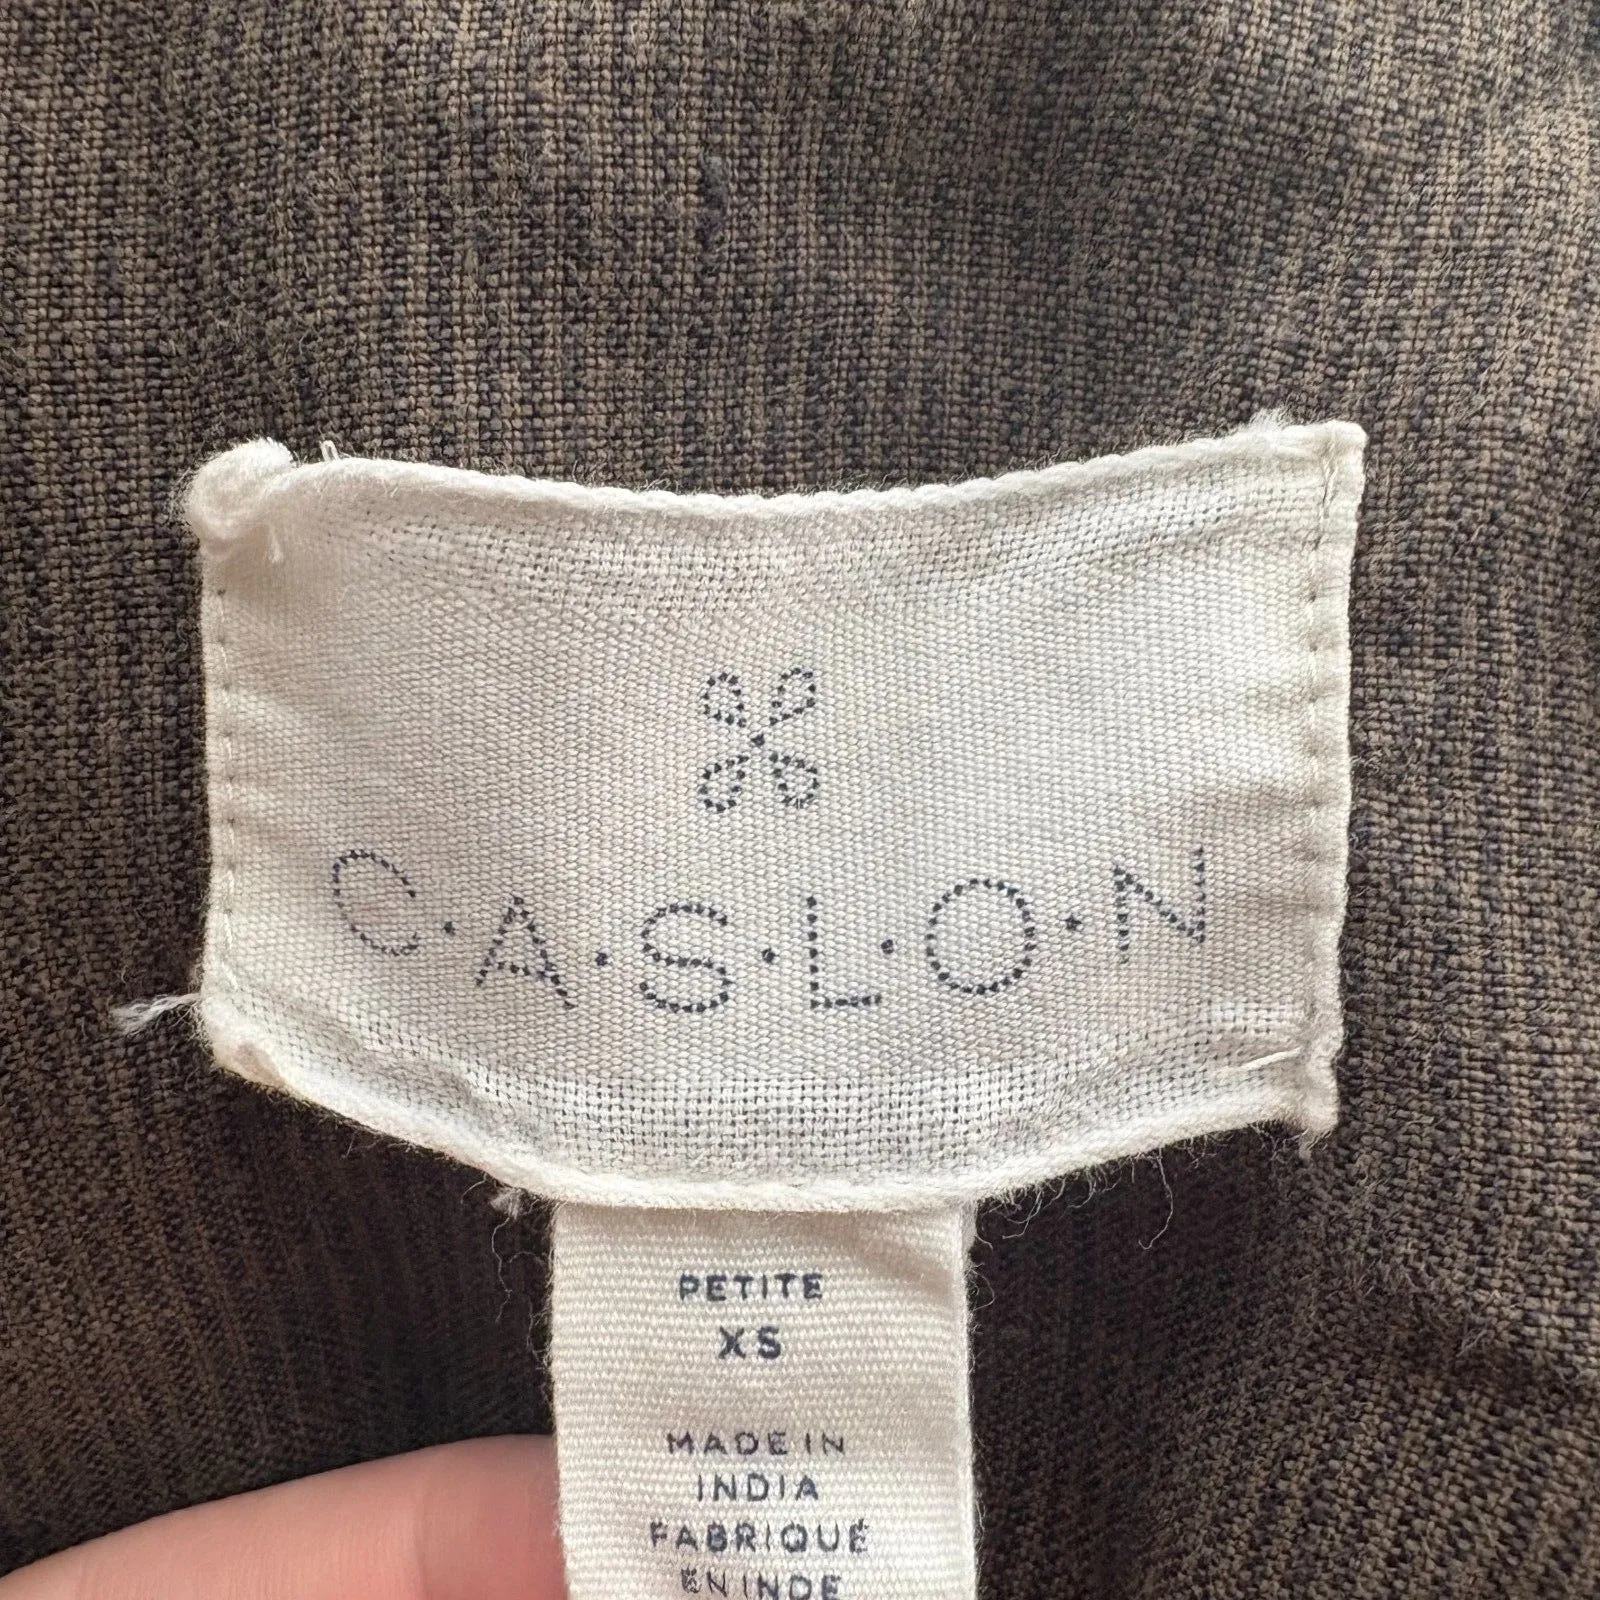 C·A·S·L·O·N
PETITE
XS
MADE IN
INDIA
FABRIQUÉ
EN INDE